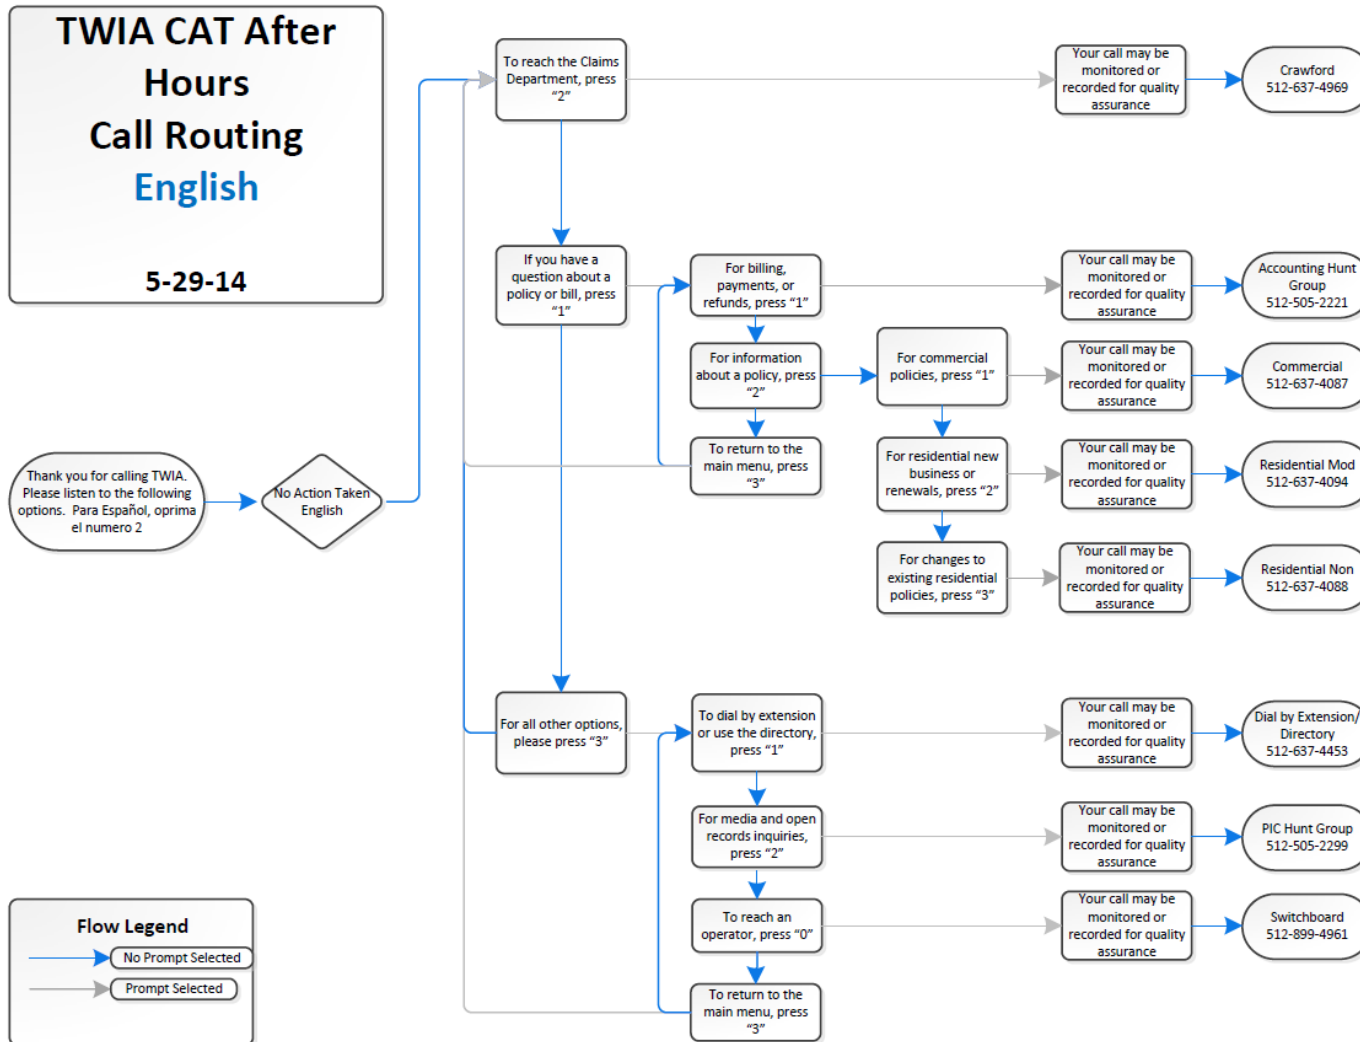 TWIA CAT After
Hours
Call Routing
English
5-29-14
To reach the Claims
Department, press
“2”
Your call may be
monitored or
recorded for quality
assurance
Crawford
512-637-4969
If you have a
question about a
policy or bill, press
“1”
For billing,
payments, or
refunds, press “1”
Your call may be
monitored or
recorded for quality
assurance
Accounting Hunt
Group
512-505-2221
For information
about a policy, press
“2”
For commercial
policies, press “1”
Your call may be
monitored or
recorded for quality
assurance
Commercial
512-637-4087
To return to the
main menu, press
“3”
For residential new
business or
renewals, press “2”
Your call may be
monitored or
recorded for quality
assurance
Residential Mod
512-637-4094
Thank you for calling TWIA.
Please listen to the following
options. Para Español, oprima
el numero 2
No Action Taken
English
For changes to
existing residential
policies, press “3”
Your call may be
monitored or
recorded for quality
assurance
Residential Non
512-637-4088
For all other options,
please press “3”
To dial by extension
or use the directory,
press “1”
Your call may be
monitored or
recorded for quality
assurance
Dial by Extension/
Directory
512-637-4453
For media and open
records inquiries,
press “2”
Your call may be
monitored or
recorded for quality
assurance
PIC Hunt Group
512-505-2299
To reach an
operator, press “0”
Your call may be
monitored or
recorded for quality
assurance
Switchboard
512-899-4961
To return to the
main menu, press
“3”
Flow Legend
No Prompt Selected
Prompt Selected